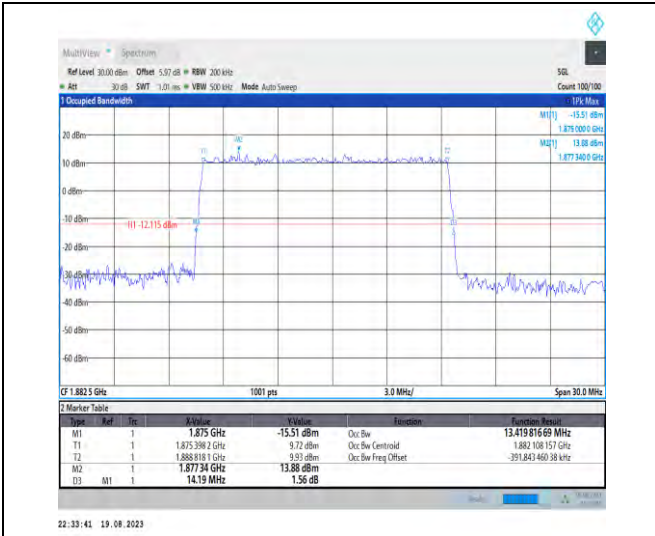 MultiView Spectrum
Ref Level 30.00 dBm Offset 5.97 dB RBW 200 kHz SGL
Att 30 dB SWT 1.01 ms VBW 500 kHz Mode Auto Sweep Count 100/100
1 Occupied Bandwidth 1Pk Max
M1[1] -15.51 dBm
1.875 000 0 GHz
M2[1] 13.88 dBm
1.877 340 0 GHz
20 dBm
M2
T1 T2
10 dBm
0 dBm
-10 dBm
H1 -12.115 dBm
M1 D3
-20 dBm
-30 dBm
-40 dBm
-50 dBm
-60 dBm
CF 1.882 5 GHz 1001 pts 3.0 MHz/ Span 30.0 MHz
2 Marker Table
Type Ref Trc X-Value Y-Value Function Function Result
M1 1 1.875 GHz -15.51 dBm Occ Bw 13.419 816 69 MHz
T1 1 1.875 398 2 GHz 9.72 dBm Occ Bw Centroid 1.882 108 157 GHz
T2 1 1.888 818 1 GHz 9.93 dBm Occ Bw Freq Offset -391.843 460 38 kHz
M2 1 1.877 34 GHz 13.88 dBm
D3 M1 1 14.19 MHz 1.56 dB
22:33:41 19.08.2023